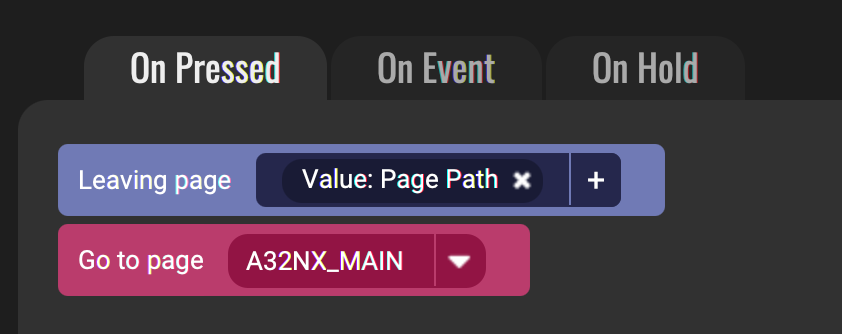 On Pressed On Event On Hold
Leaving page Value: Page Path ✖ +
Go to page A32NX_MAIN